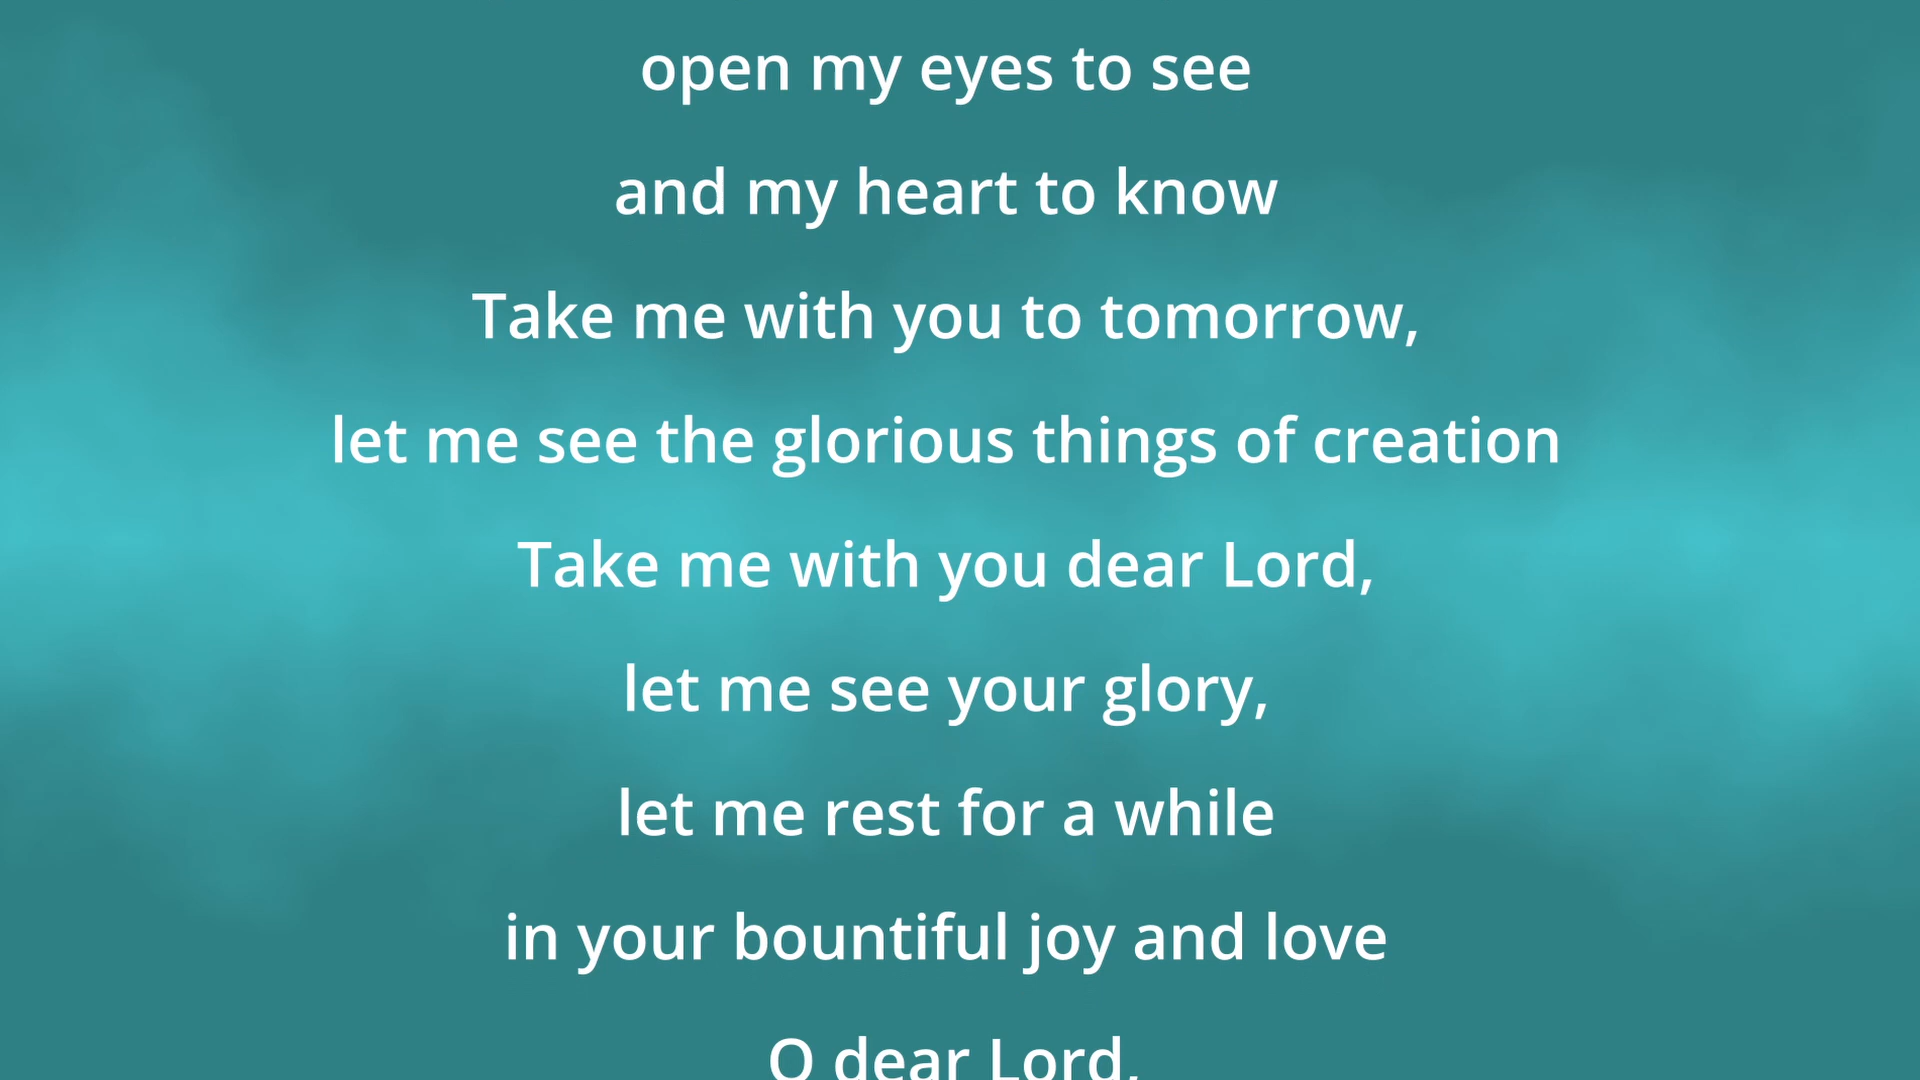 open my eyes to see
and my heart to know
Take me with you to tomorrow,
let me see the glorious things of creation
Take me with you dear Lord,
let me see your glory,
let me rest for a while
in your bountiful joy and love
O dear Lord,